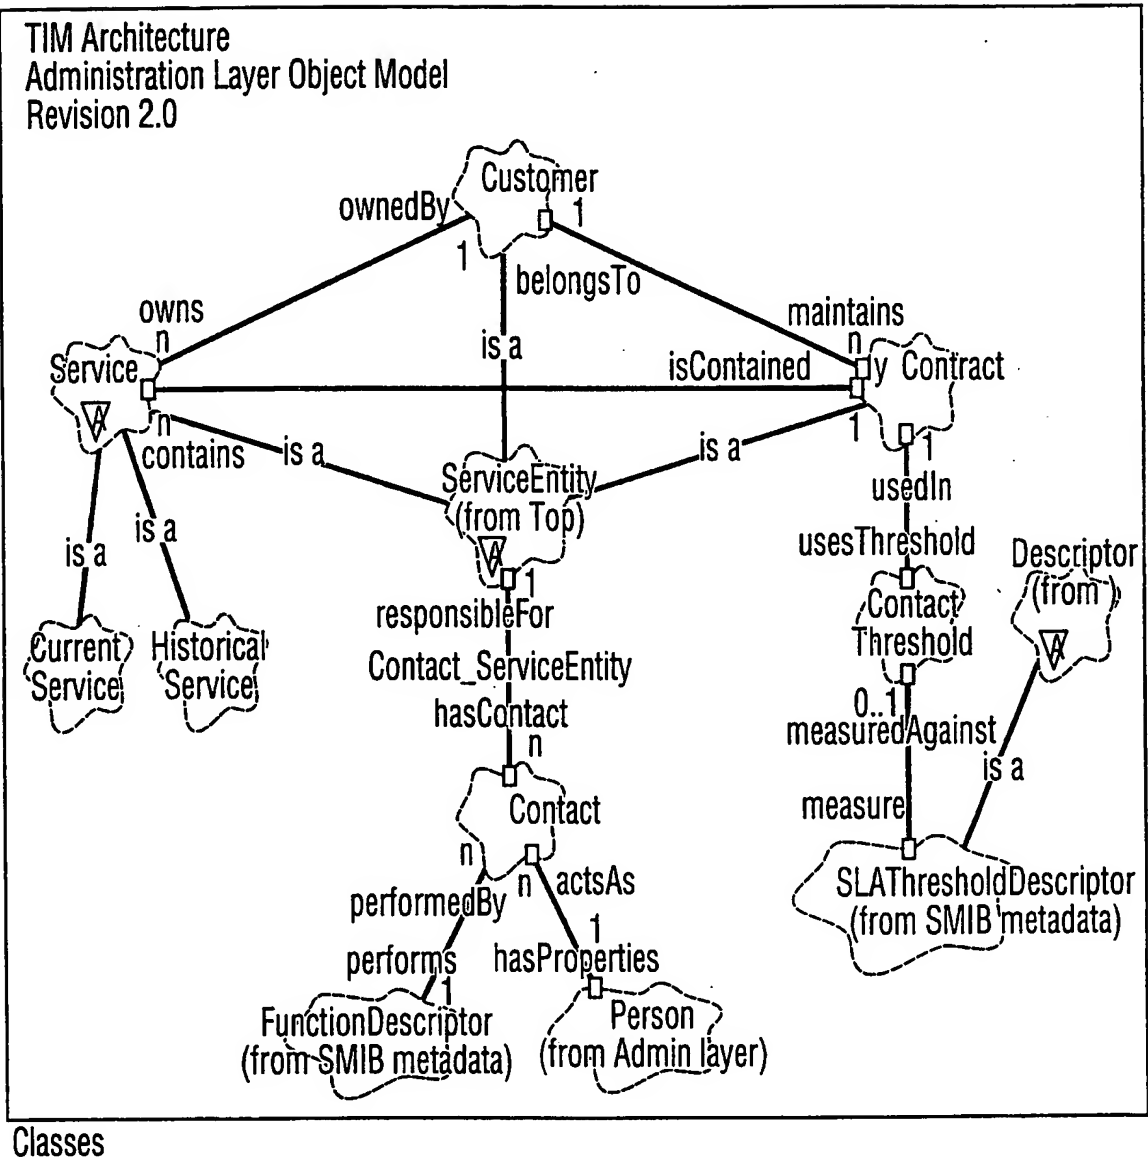 TIM Architecture
Administration Layer Object Model
Revision 2.0
Customer
ownedBy
1
1
belongsTo
owns
n
is a
maintains
n
Service
A
isContained
y Contract
n
contains
is a
is a
1
1
ServiceEntity
(from Top)
A
1
usedIn
is a
is a
usesThreshold
Descriptor
(from )
A
Contact
Threshold
responsibleFor
Current
Service
Historical
Service
Contact_ServiceEntity
hasContact
n
0..1
measuredAgainst
is a
Contact
measure
n
n
actsAs
performedBy
1
SLAThresholdDescriptor
(from SMIB metadata)
performs
1
hasProperties
FunctionDescriptor
(from SMIB metadata)
Person
(from Admin layer)
Classes